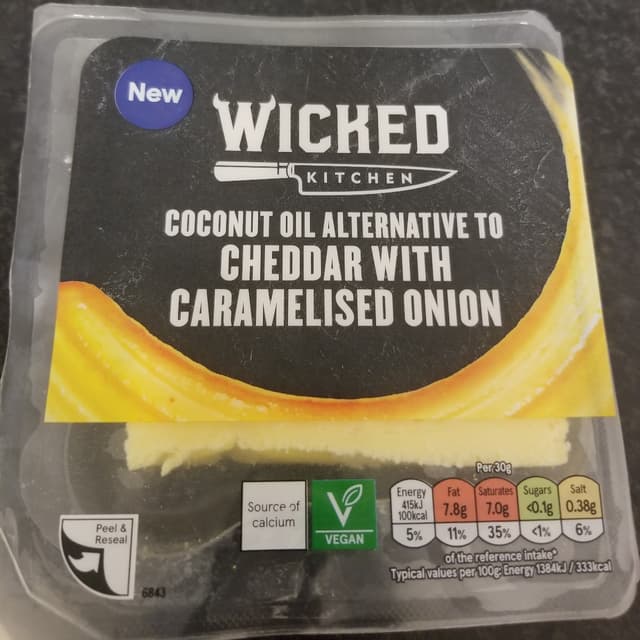 New
WICKED
KITCHEN
COCONUT OIL ALTERNATIVE TO
CHEDDAR WITH
CARAMELISED ONION
Per 30g
Source of
calcium
VEGAN
Energy
415kJ
100kcal
5%
Fat
7.8g
11%
Saturates
7.0g
35%
Sugars
<0.1g
<1%
Salt
0.38g
6%
of the reference intake*
Typical values per 100g: Energy 1384kJ / 333kcal
Peel &
Reseal
6843